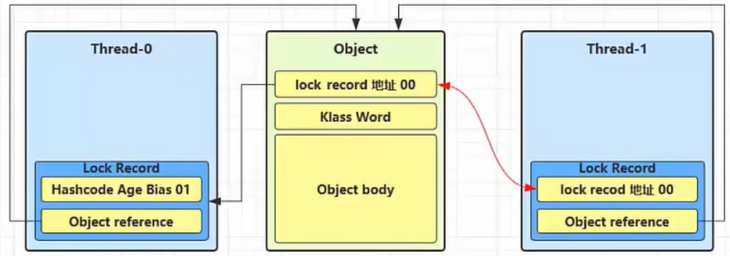 Thread-0
Lock Record
Hashcode Age Bias 01
Object reference
Object
lock record 地址 00
Klass Word
Object body
Thread-1
Lock Record
lock recod 地址 00
Object reference